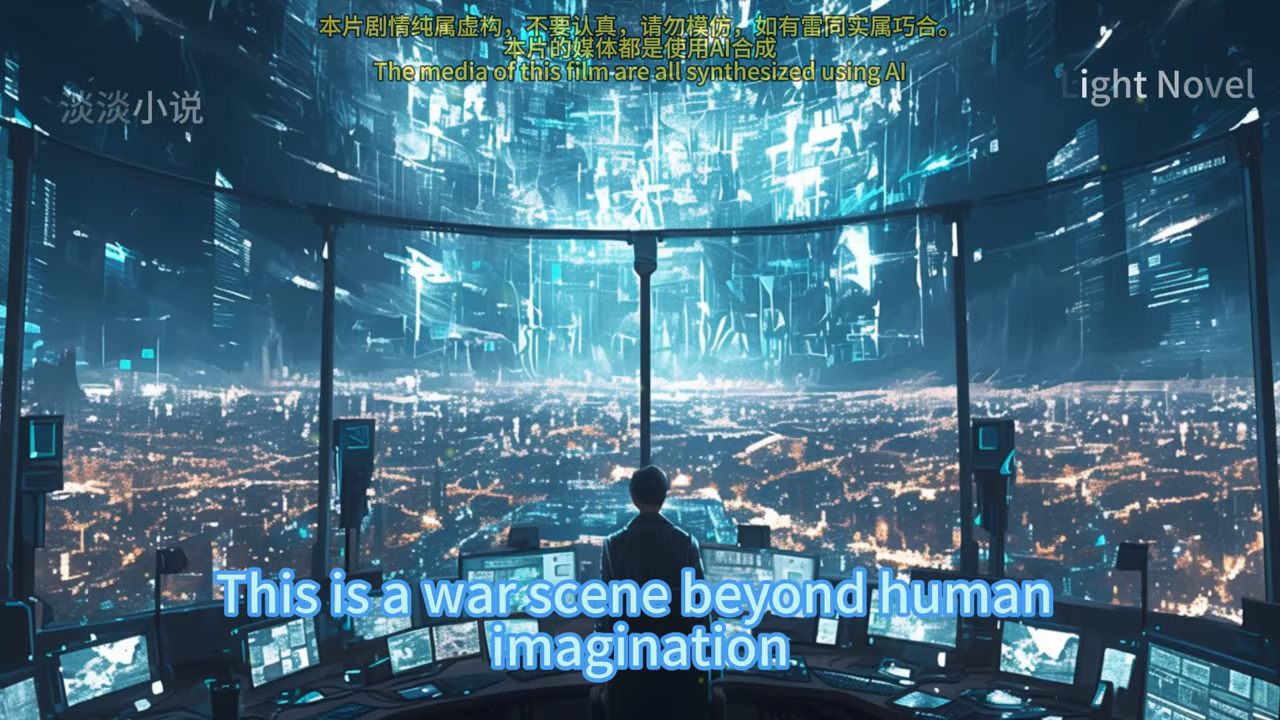 本片剧情纯属虚构，不要认真，请勿模仿，如有雷同实属巧合。
本片的媒体都是使用AI合成
The media of this film are all synthesized using AI
淡淡小说
Light Novel
This is a war scene beyond human
imagination